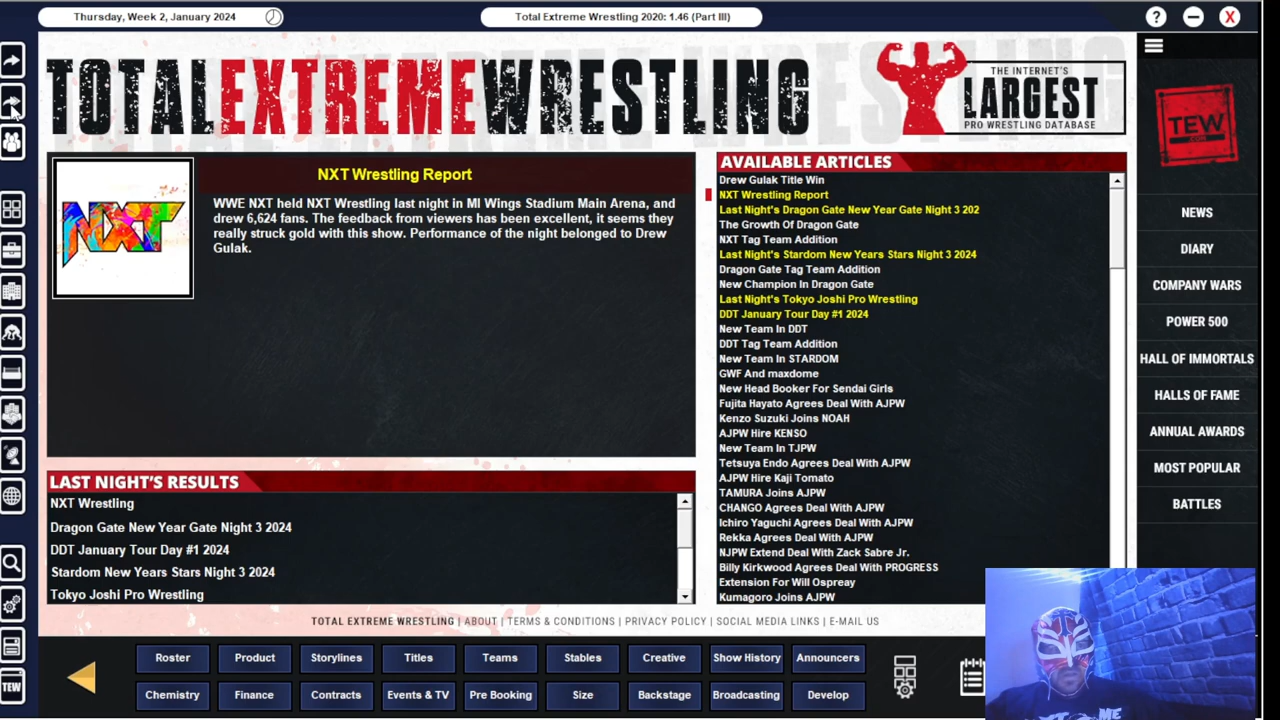 Thursday, Week 2, January 2024
Total Extreme Wrestling 2020: 1.46 (Part III)
?
X
TOTALEXTREMEWRESTLING
THE INTERNET'S
LARGEST
PRO WRESTLING DATABASE
TEW
.COM
NXT
NXT Wrestling Report
WWE NXT held NXT Wrestling last night in MI Wings Stadium Main Arena, and
drew 6,624 fans. The feedback from viewers has been excellent, it seems they
really struck gold with this show. Performance of the night belonged to Drew
Gulak.
AVAILABLE ARTICLES
Drew Gulak Title Win
NXT Wrestling Report
Last Night's Dragon Gate New Year Gate Night 3 202
The Growth Of Dragon Gate
NXT Tag Team Addition
Last Night's Stardom New Years Stars Night 3 2024
Dragon Gate Tag Team Addition
New Champion In Dragon Gate
Last Night's Tokyo Joshi Pro Wrestling
DDT January Tour Day #1 2024
New Team In DDT
DDT Tag Team Addition
New Team In STARDOM
GWF And maxdome
New Head Booker For Sendai Girls
Fujita Hayato Agrees Deal With AJPW
Kenzo Suzuki Joins NOAH
AJPW Hire KENSO
New Team In TJPW
Tetsuya Endo Agrees Deal With AJPW
AJPW Hire Kaji Tomato
TAMURA Joins AJPW
CHANGO Agrees Deal With AJPW
Ichiro Yaguchi Agrees Deal With AJPW
Rekka Agrees Deal With AJPW
NJPW Extend Deal With Zack Sabre Jr.
Billy Kirkwood Agrees Deal With PROGRESS
Extension For Will Ospreay
Kumagoro Joins AJPW
NEWS
DIARY
COMPANY WARS
POWER 500
HALL OF IMMORTALS
HALLS OF FAME
ANNUAL AWARDS
MOST POPULAR
BATTLES
LAST NIGHT'S RESULTS
NXT Wrestling
Dragon Gate New Year Gate Night 3 2024
DDT January Tour Day #1 2024
Stardom New Years Stars Night 3 2024
Tokyo Joshi Pro Wrestling
TOTAL EXTREME WRESTLING | ABOUT | TERMS & CONDITIONS | PRIVACY POLICY | SOCIAL MEDIA LINKS | E-MAIL US
Roster
Product
Storylines
Titles
Teams
Stables
Creative
Show History
Announcers
Chemistry
Finance
Contracts
Events & TV
Pre Booking
Size
Backstage
Broadcasting
Develop
TEW
ME